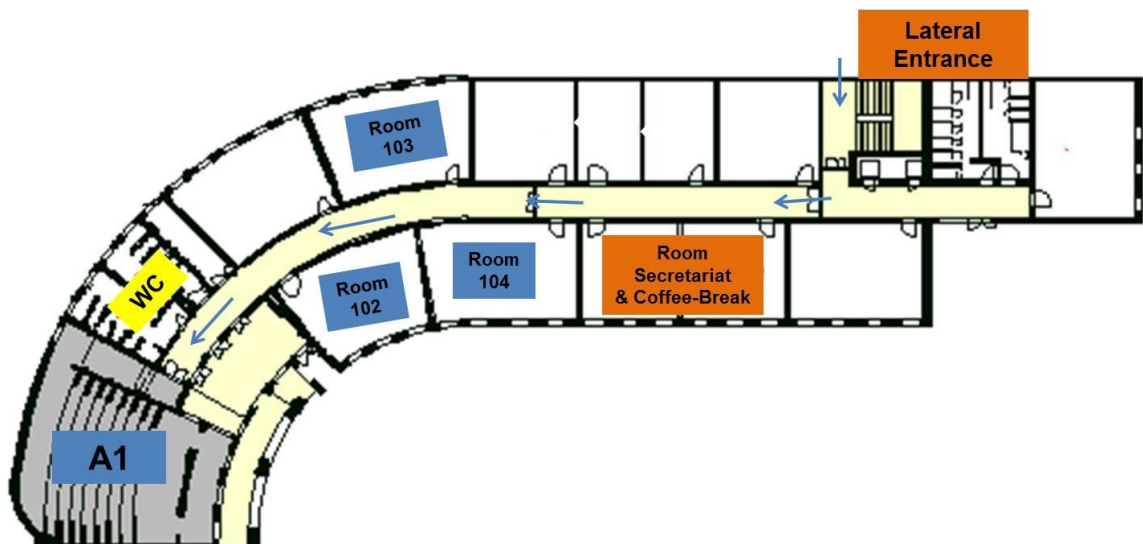 Lateral
Entrance
Room
103
WC
Room
102
Room
104
Room
Secretariat
& Coffee-Break
A1